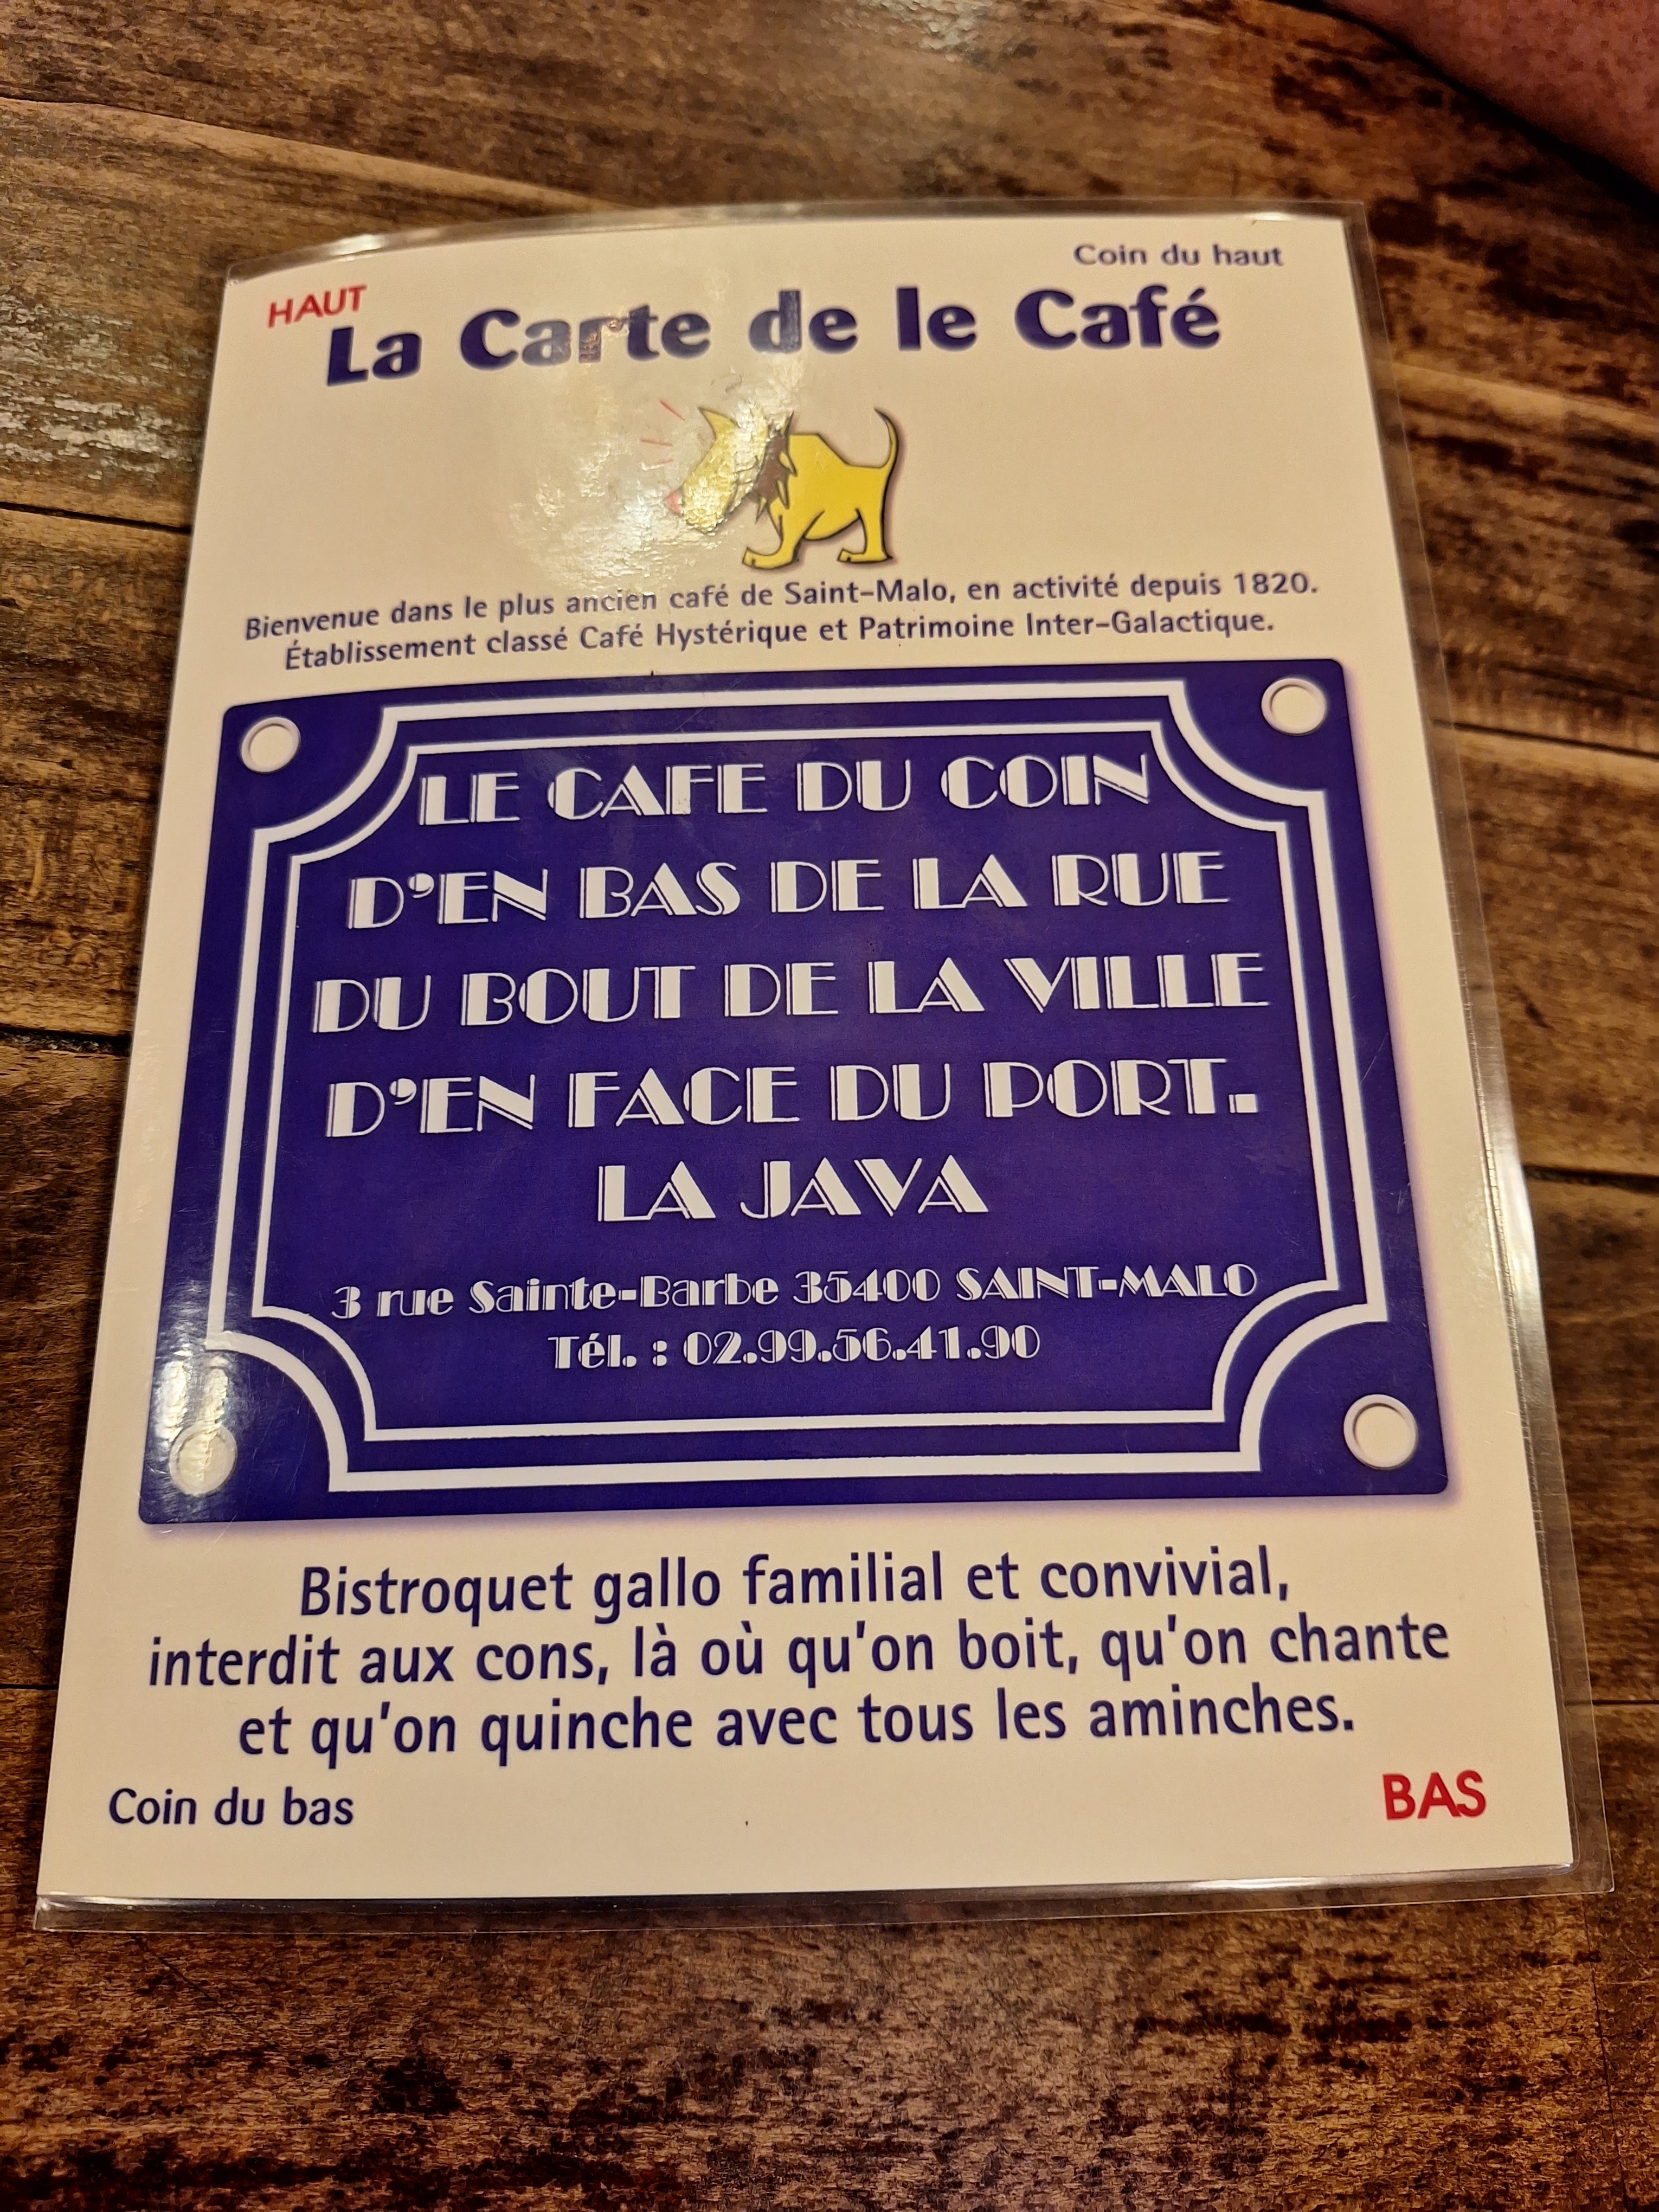 Coin du haut
HAUT
La Carte de le Café
Bienvenue dans le plus ancien café de Saint-Malo, en activité depuis 1820.
Établissement classé Café Hystérique et Patrimoine Inter-Galactique.
LE CAFE DU COIN
D'EN BAS DE LA RUE
DU BOUT DE LA VILLE
D'EN FACE DU PORT.
LA JAVA
3 rue Sainte-Barbe 35400 SAINT-MALO
Tél. : 02.99.56.41.90
Bistroquet gallo familial et convivial,
interdit aux cons, là où qu'on boit, qu'on chante
et qu'on quinche avec tous les aminches.
Coin du bas
BAS